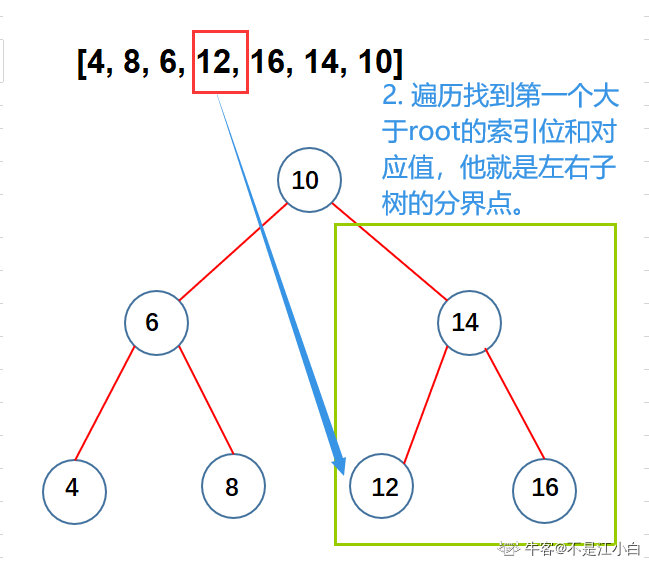 [4, 8, 6, 12, 16, 14, 10]
2. 遍历找到第一个大
于root的索引位和对
应值，他就是左右子
树的分界点。
10
6
14
4
8
12
16
牛客@不是江小白